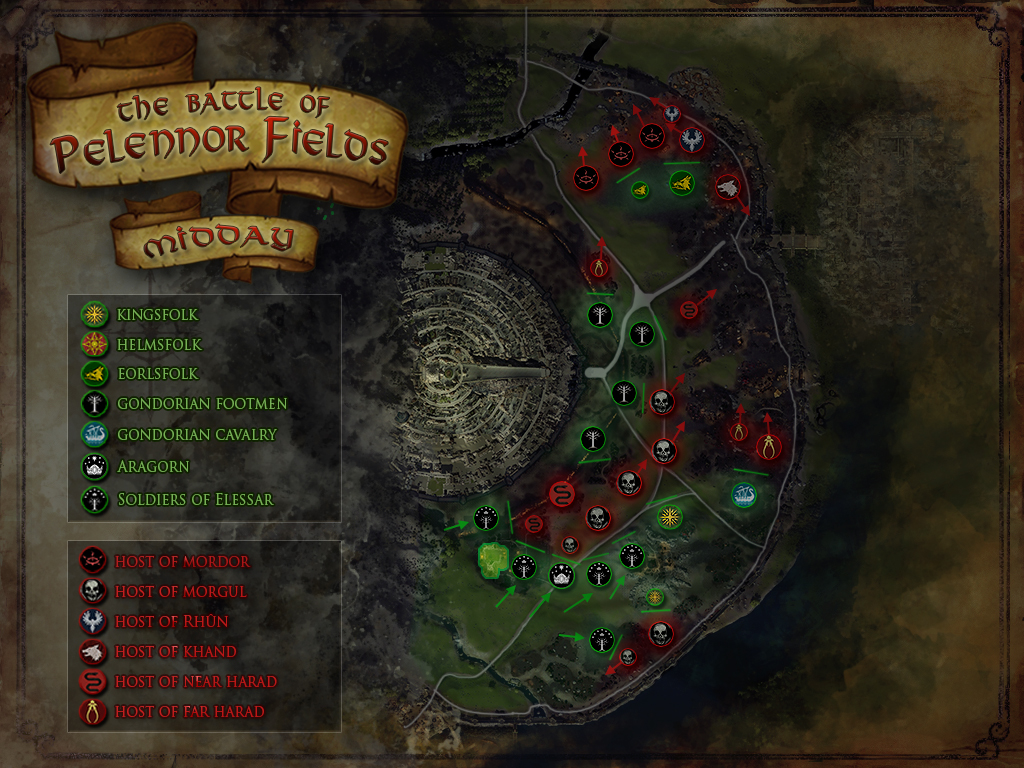 THE BATTLE OF
PELENNOR FIELDS
MIDDAY
KINGSFOLK
HELMSFOLK
EORLSFOLK
GONDORIAN FOOTMEN
GONDORIAN CAVALRY
ARAGORN
SOLDIERS OF ELESSAR
HOST OF MORDOR
HOST OF MORGUL
HOST OF RHÛN
HOST OF KHAND
HOST OF NEAR HARAD
HOST OF FAR HARAD